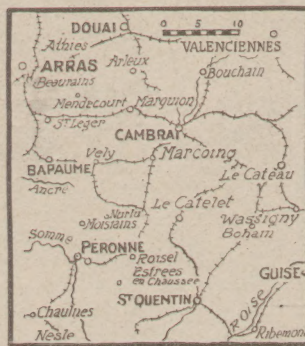 DOUAI
0 5 10
VALENCIENNES
Athies
ARRAS
Arleux
Bouchain
Beaurains
Mendecourt
Marquion
St Leger
CAMBRAI
Vely
Marcoing
BAPAUME
Le Cateau
Ancre
Nurlu
Le Catelet
Moislains
Wassigny
Bohain
Somme
PÉRONNE
Roisel
Estrees
en Chaussee
GUISE
ST QUENTIN
Chaulnes
Nesle
R. OISE
Ribemont